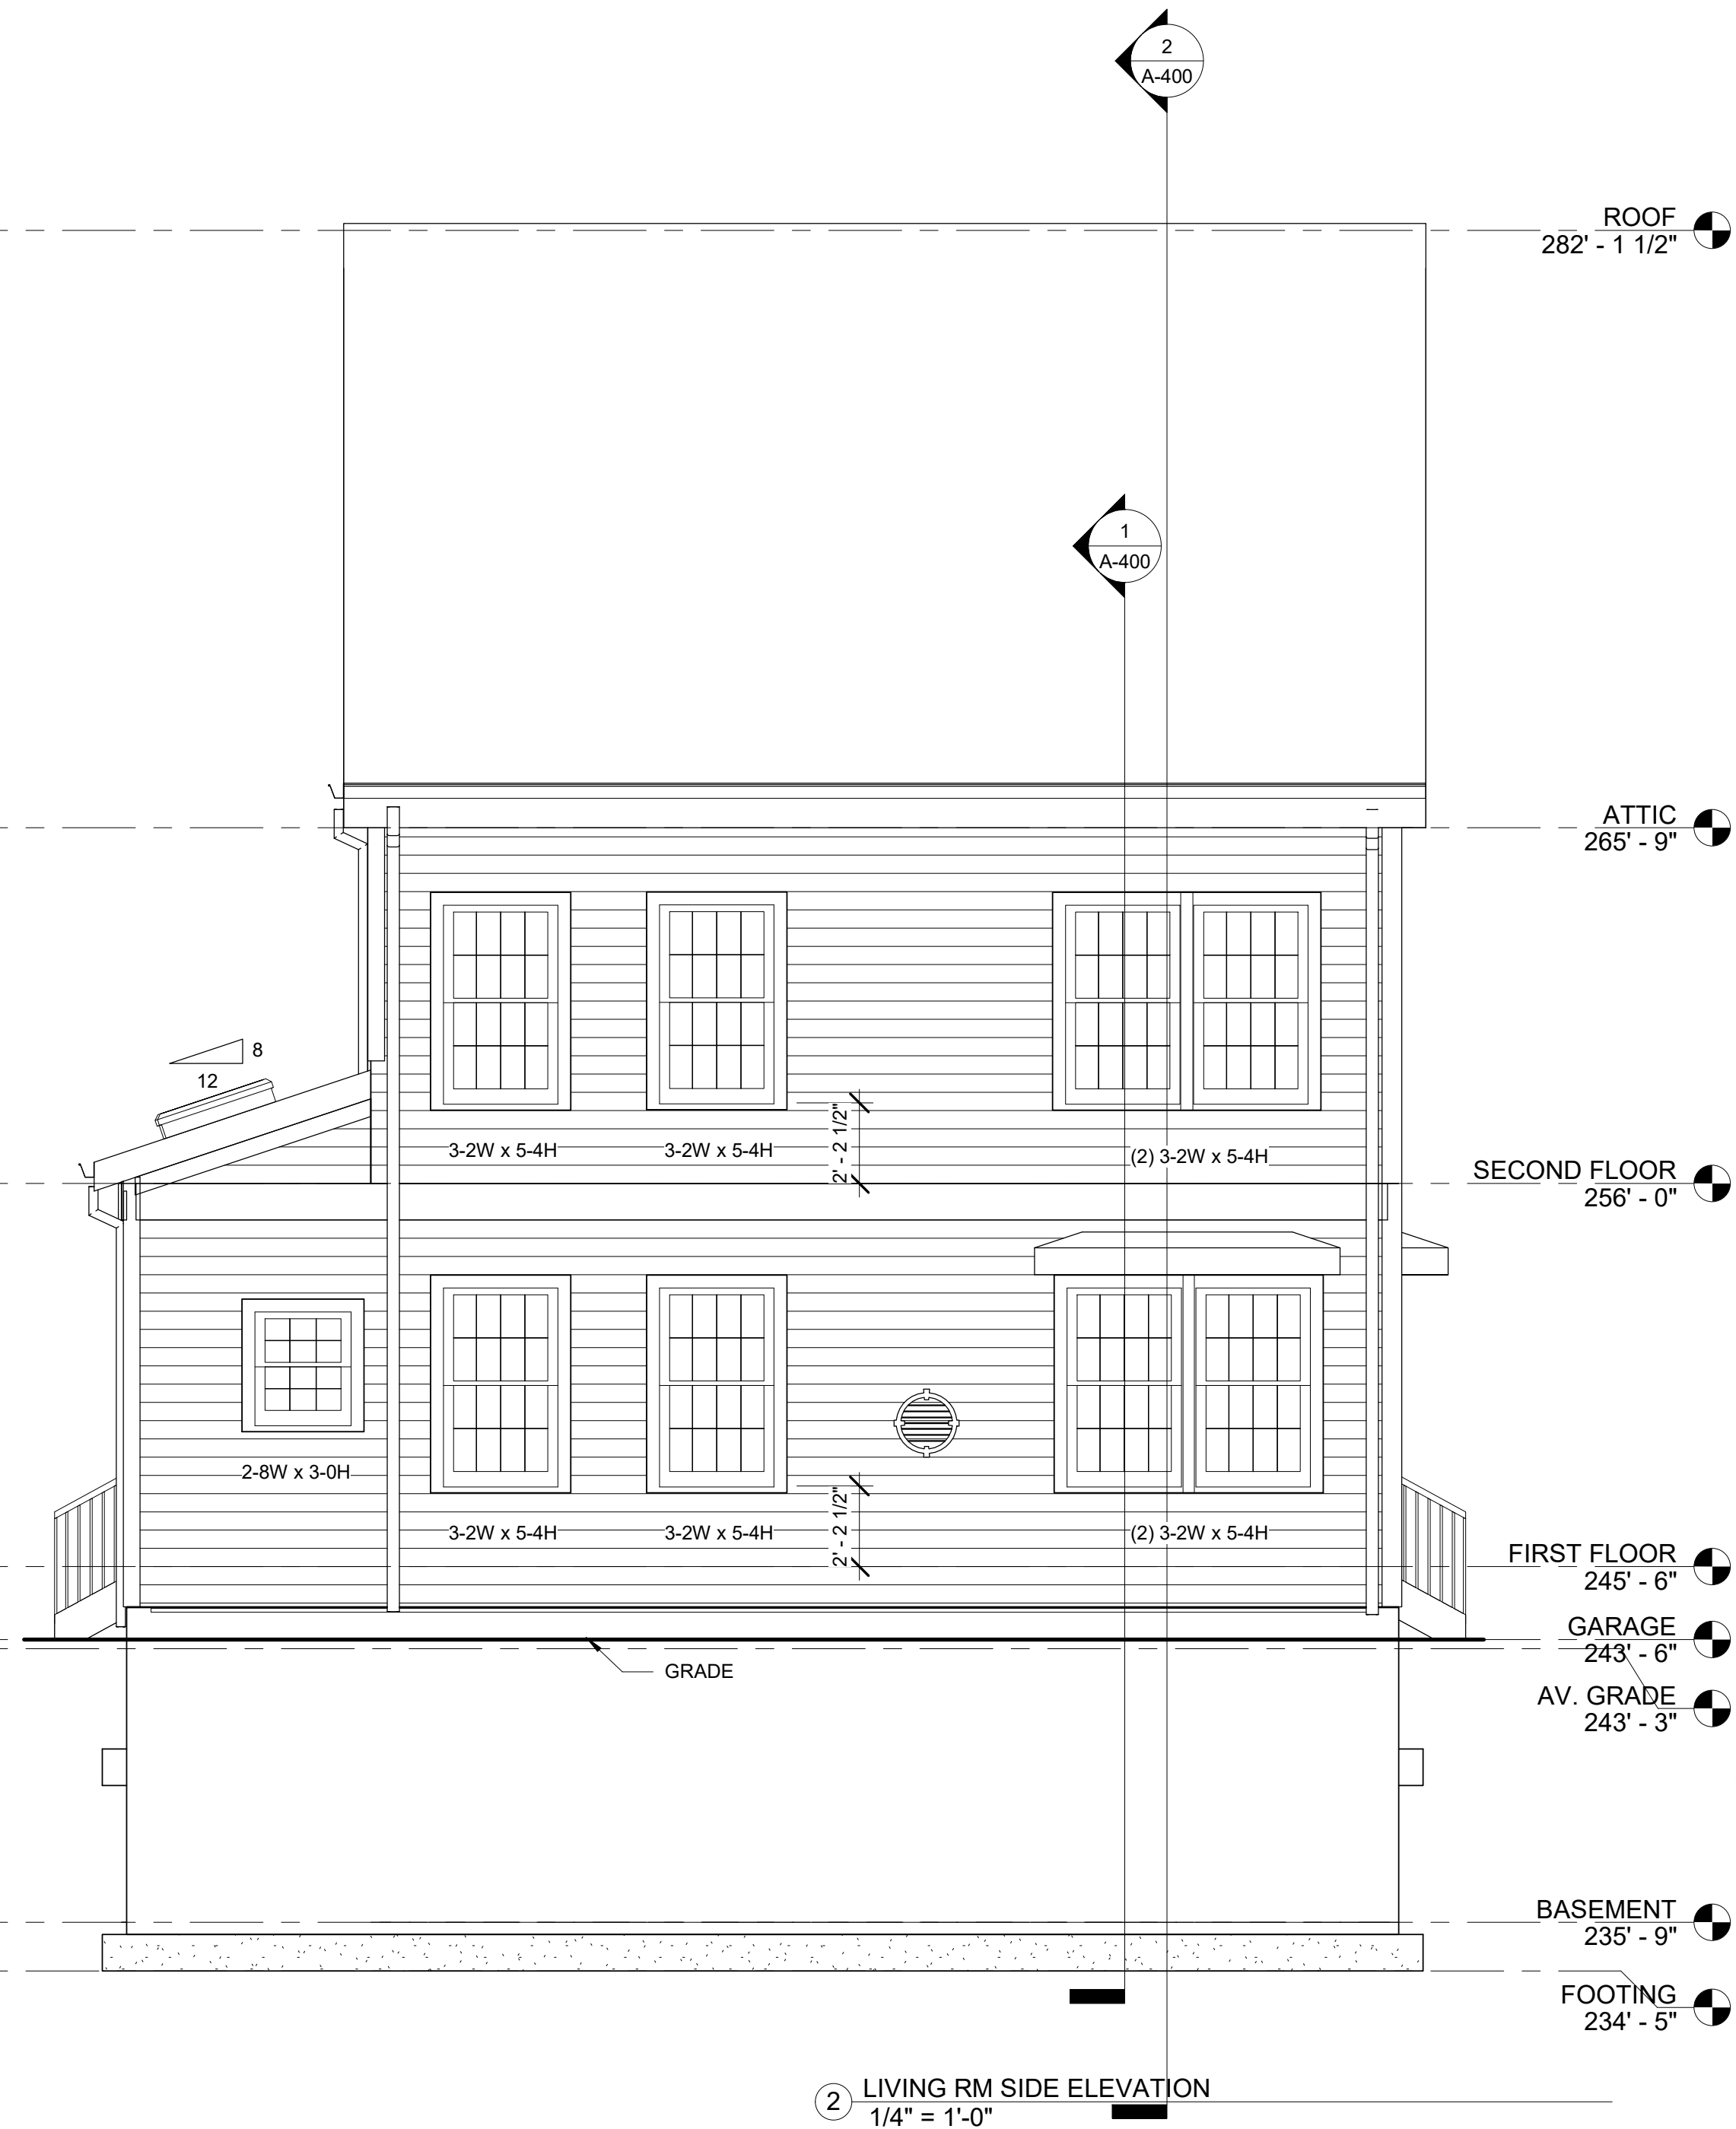 2
A-400
ROOF
282' - 1 1/2"
1
A-400
ATTIC
265' - 9"
8
12
3-2W x 5-4H
3-2W x 5-4H
2' - 2 1/2"
(2) 3-2W x 5-4H
SECOND FLOOR
256' - 0"
2-8W x 3-0H
3-2W x 5-4H
3-2W x 5-4H
2' - 2 1/2"
(2) 3-2W x 5-4H
FIRST FLOOR
245' - 6"
GARAGE
243' - 6"
GRADE
AV. GRADE
243' - 3"
BASEMENT
235' - 9"
FOOTING
234' - 5"
2
LIVING RM SIDE ELEVATION
1/4" = 1'-0"